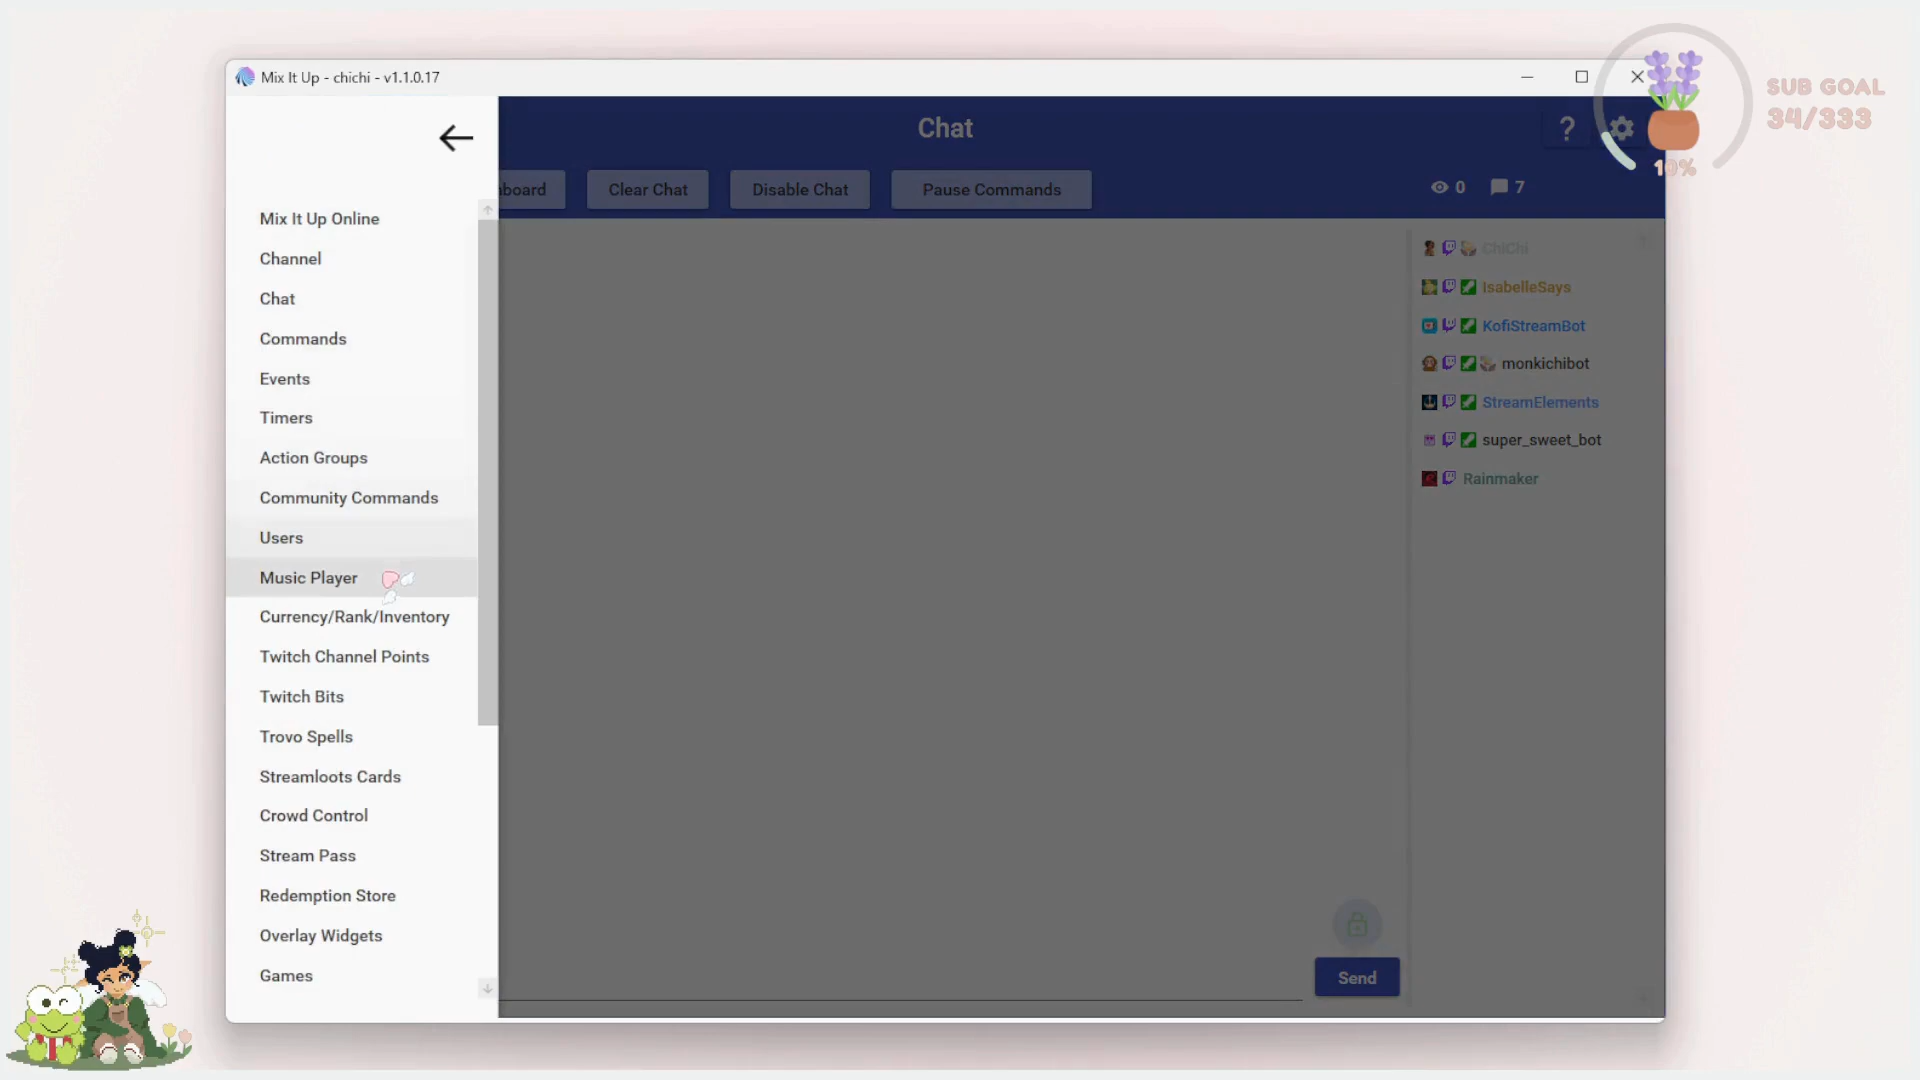 Mix It Up - chichi - v1.1.0.17
SUB GOAL
34/333
10%
Chat
?
board
Clear Chat
Disable Chat
Pause Commands
0
7
Mix It Up Online
Channel
Chat
Commands
Events
Timers
Action Groups
Community Commands
Users
Music Player
Currency/Rank/Inventory
Twitch Channel Points
Twitch Bits
Trovo Spells
Streamloots Cards
Crowd Control
Stream Pass
Redemption Store
Overlay Widgets
Games
ChiChi
IsabelleSays
KofiStreamBot
monkichibot
StreamElements
super_sweet_bot
Rainmaker
Send